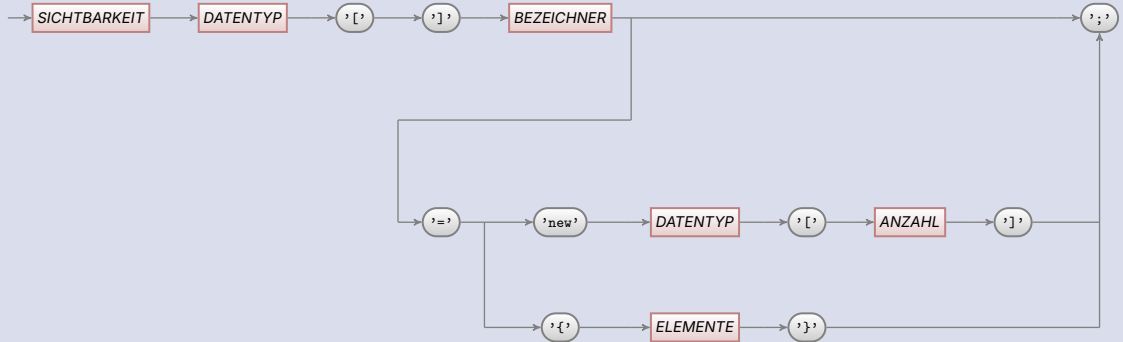 SICHTBARKEIT DATENTYP '[' ']' BEZEICHNER ';'
'=' 'new' DATENTYP '[' ANZAHL ']'
'{' ELEMENTE '}'